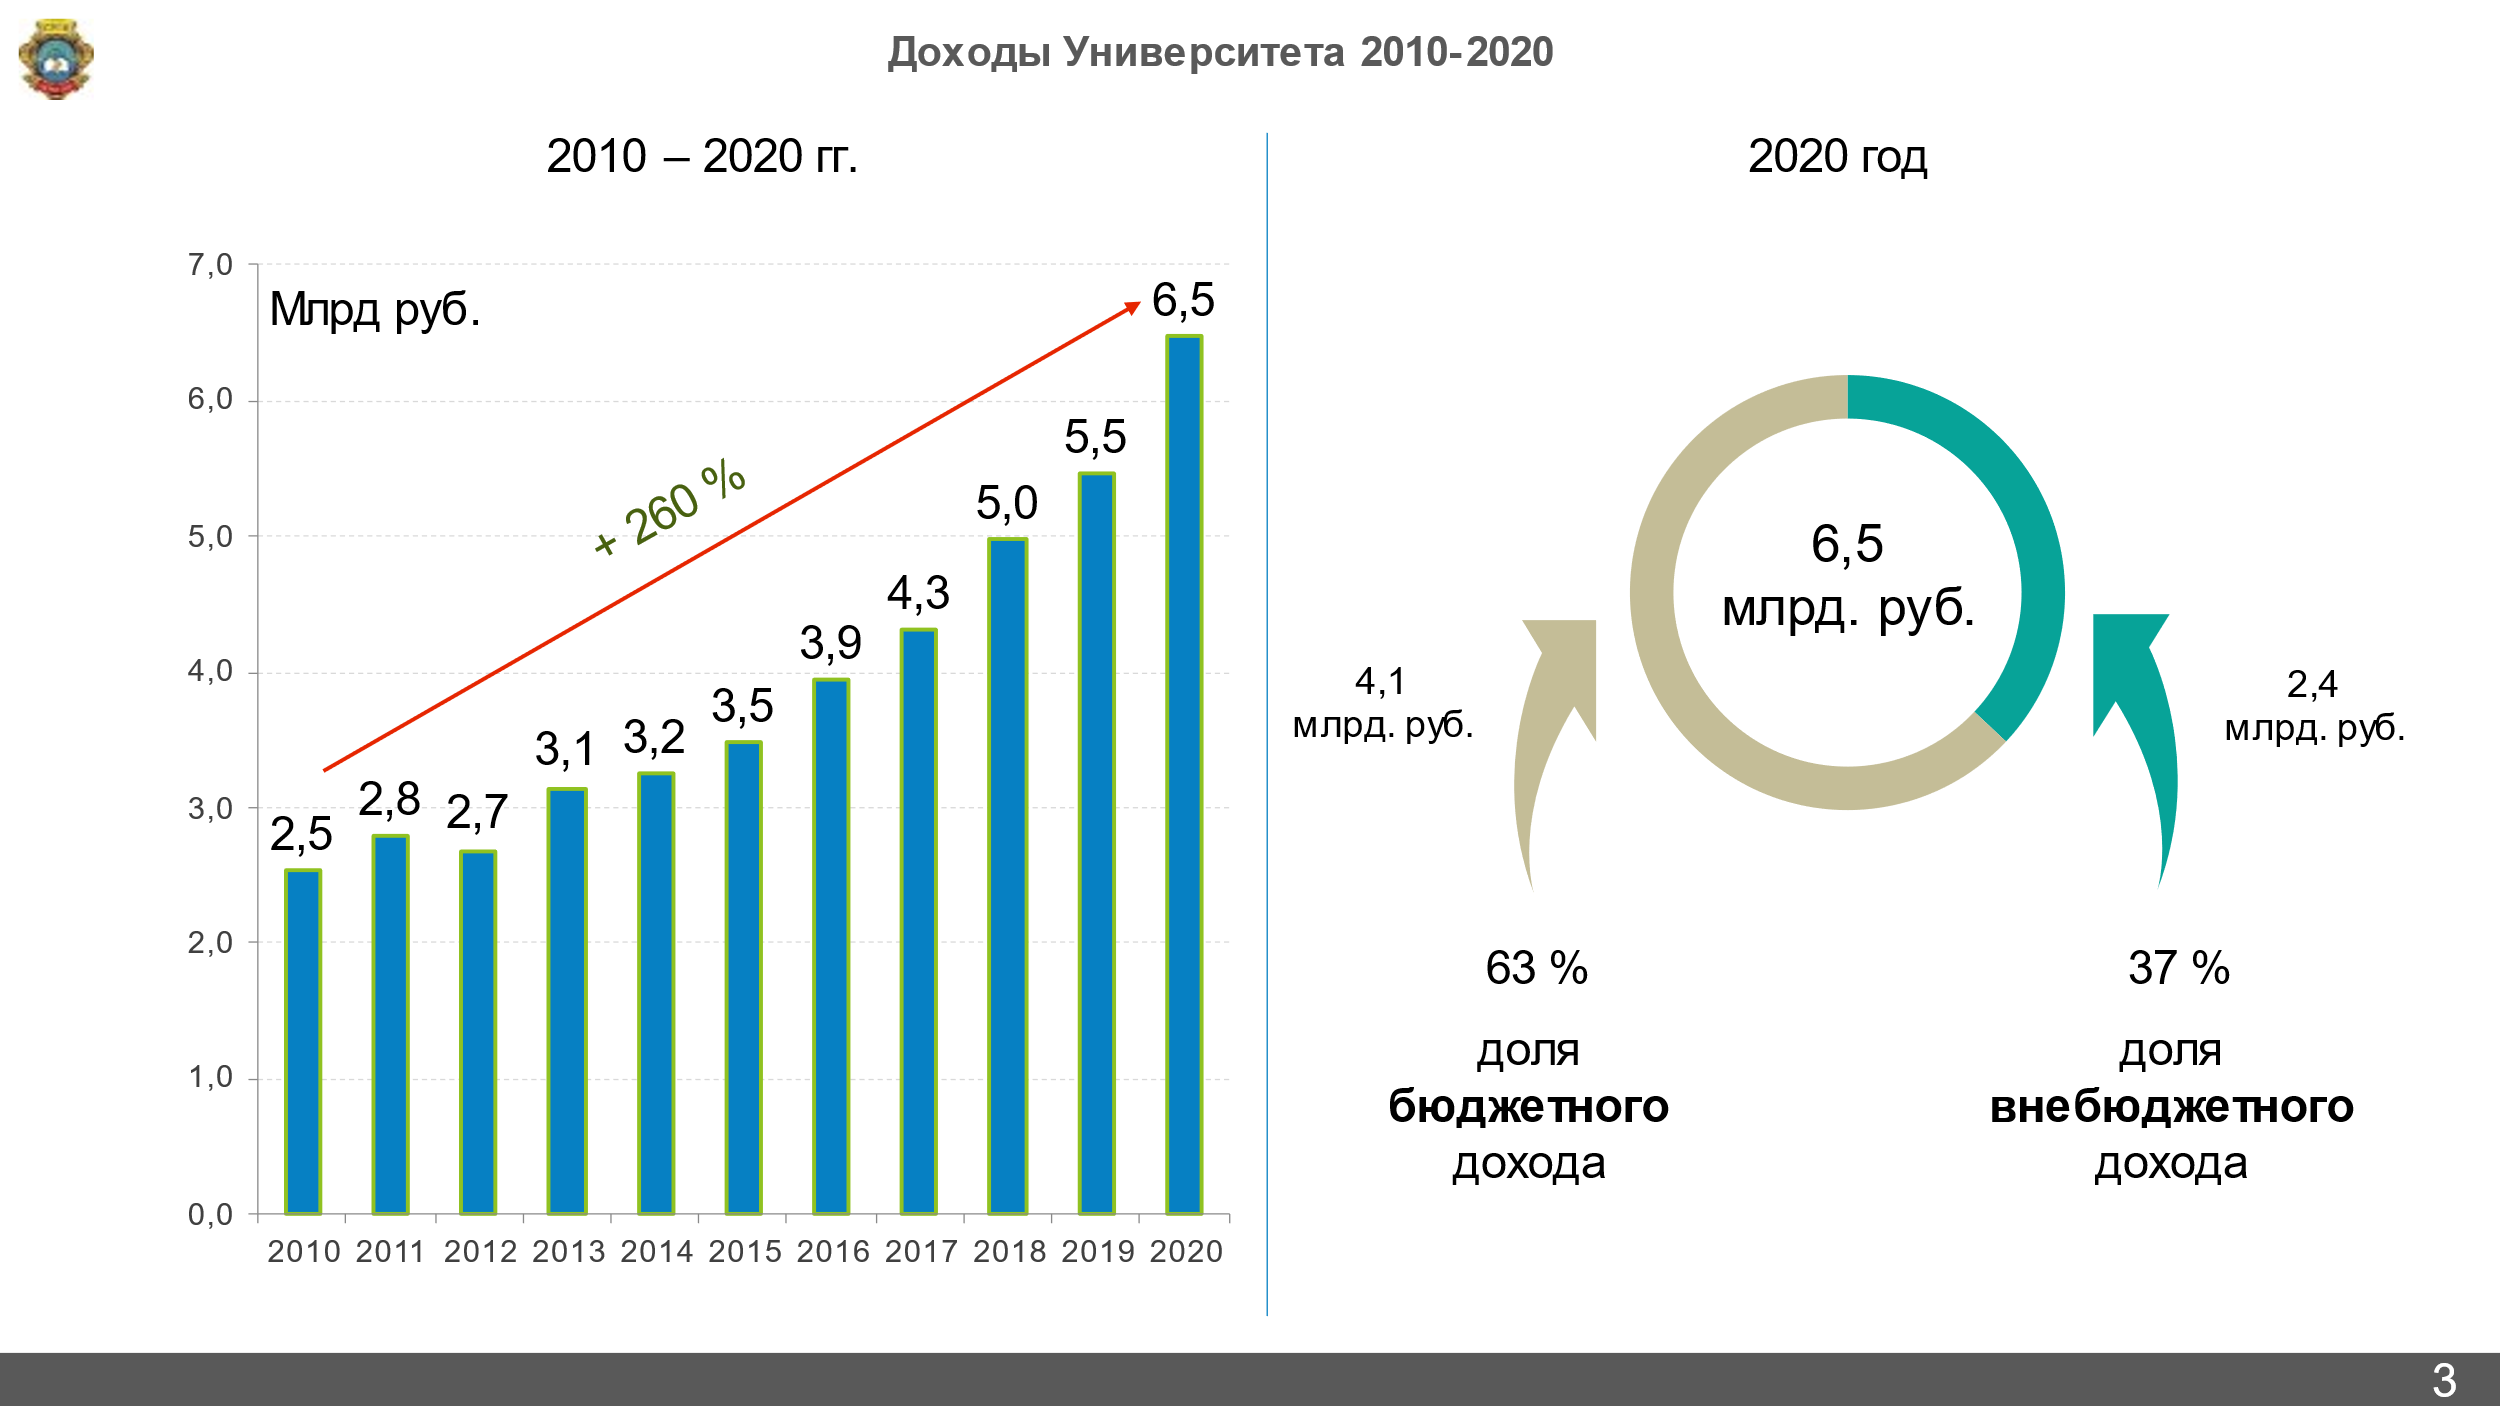 Доходы Университета 2010-2020
2010 – 2020 гг.
2020 год
7,0
6,0
5,0
4,0
3,0
2,0
1,0
0,0
Млрд руб.
+ 260 %
2,5
2,8
2,7
3,1
3,2
3,5
3,9
4,3
5,0
5,5
6,5
2010 2011 2012 2013 2014 2015 2016 2017 2018 2019 2020
6,5
млрд. руб.
4,1
млрд. руб.
2,4
млрд. руб.
63 %
доля
бюджетного
дохода
37 %
доля
внебюджетного
дохода
3